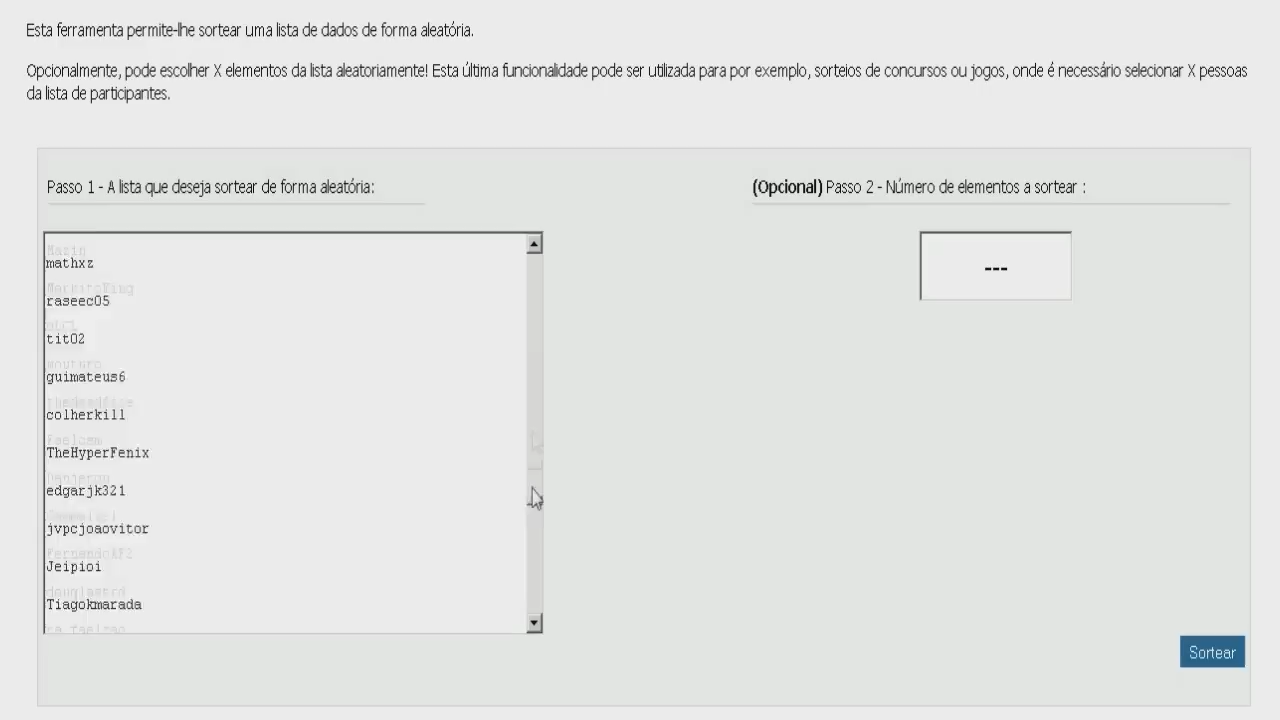 Esta ferramenta permite-lhe sortear uma lista de dados de forma aleatória.
Opcionalmente, pode escolher X elementos da lista aleatoriamente! Esta última funcionalidade pode ser utilizada para por exemplo, sorteios de concursos ou jogos, onde é necessário selecionar X pessoas
da lista de participantes.
Passo 1 - A lista que deseja sortear de forma aleatória:
(Opcional) Passo 2 - Número de elementos a sortear :
---
mathxz
raseec05
tit02
guimateus6
colherkill
TheHyperFenix
edgarjk321
jvpcjoaovitor
Jeipioi
Tiagokmarada
Sortear